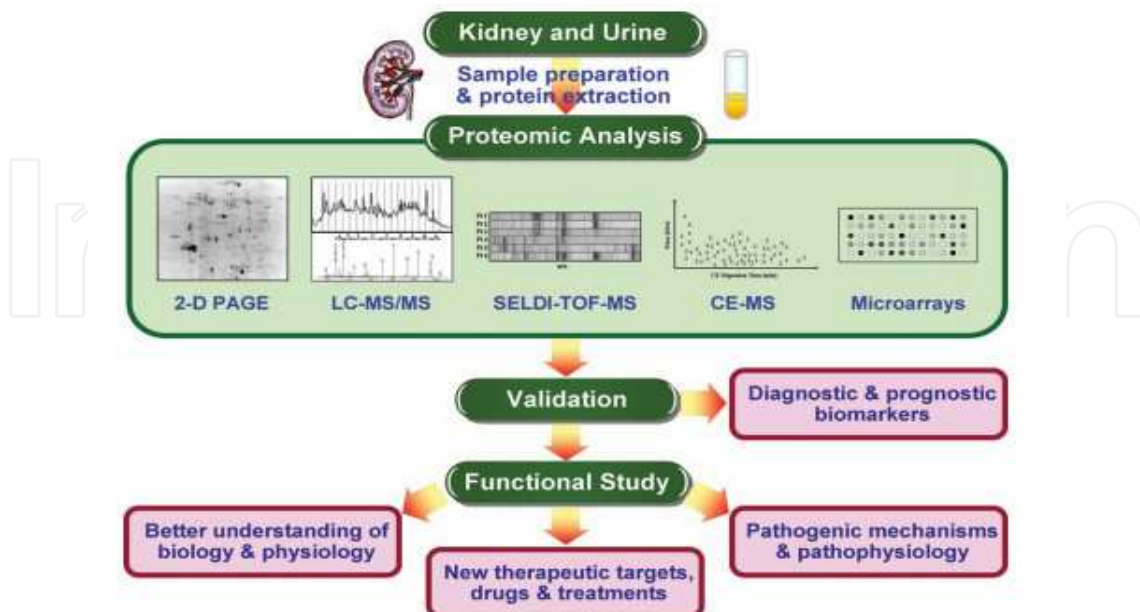 Kidney and Urine
Sample preparation
& protein extraction
Proteomic Analysis
2-D PAGE
LC-MS/MS
SELDI-TOF-MS
CE-MS
Microarrays
Validation
Diagnostic & prognostic
biomarkers
Functional Study
Better understanding of
biology & physiology
New therapeutic targets,
drugs & treatments
Pathogenic mechanisms
& pathophysiology